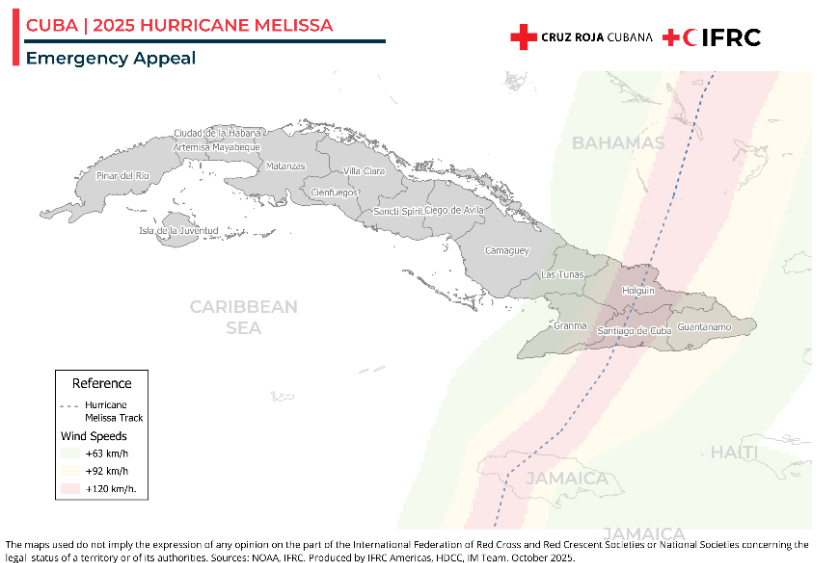 CUBA | 2025 HURRICANE MELISSA
Emergency Appeal
CRUZ ROJA CUBANA
IFRC
BAHAMAS
Ciudad de la Habana
Artemisa Mayabeque
Matanzas
Villa Clara
Pinar del Rio
Cienfuegos
Sancti Spirit
Ciego de Avila
Isla de la Juventud
Camaguey
Las Tunas
Holguin
CARIBBEAN
SEA
Granma
Santiago de Cuba
Guantanamo
Reference
Hurricane
Melissa Track
Wind Speeds
+63 km/h
+92 km/h
+120 km/h.
HAITI
JAMAICA
JAMAICA
The maps used do not imply the expression of any opinion on the part of the International Federation of Red Cross and Red Crescent Societies or National Societies concerning the
legal status of a territory or of its authorities. Sources: NOAA, IFRC. Produced by IFRC Americas, HDCC, IM Team. October 2025.